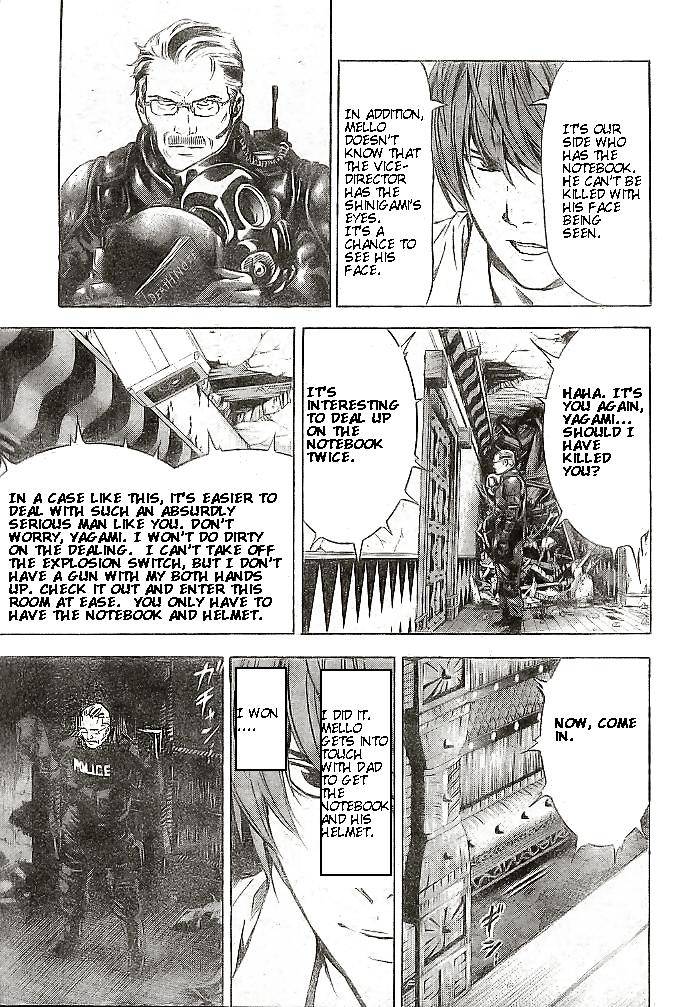 IT'S OUR
SIDE WHO
HAS THE
NOTEBOOK.
HE CAN'T BE
KILLED WITH
HIS FACE
BEING
SEEN.
IN ADDITION,
MELLO
DOESN'T
KNOW THAT
THE VICE-
DIRECTOR
HAS THE
SHINIGAMI'S
EYES.
IT'S A
CHANCE TO
SEE HIS
FACE.
HAHA. IT'S
YOU AGAIN,
YAGAMI...
SHOULD I
HAVE
KILLED
YOU?
IT'S
INTERESTING
TO DEAL UP
ON THE
NOTEBOOK
TWICE.
IN A CASE LIKE THIS, IT'S EASIER TO
DEAL WITH SUCH AN ABSURDLY
SERIOUS MAN LIKE YOU. DON'T
WORRY, YAGAMI. I WON'T DO DIRTY
ON THE DEALING. I CAN'T TAKE OFF
THE EXPLOSION SWITCH, BUT I DON'T
HAVE A GUN WITH MY BOTH HANDS
UP. CHECK IT OUT AND ENTER THIS
ROOM AT EASE. YOU ONLY HAVE TO
HAVE THE NOTEBOOK AND HELMET.
NOW, COME
IN.
I DID IT.
MELLO
GETS INTO
TOUCH
WITH DAD
TO GET
THE
NOTEBOOK
AND HIS
HELMET.
I WON
....
ガチャ
POLICE